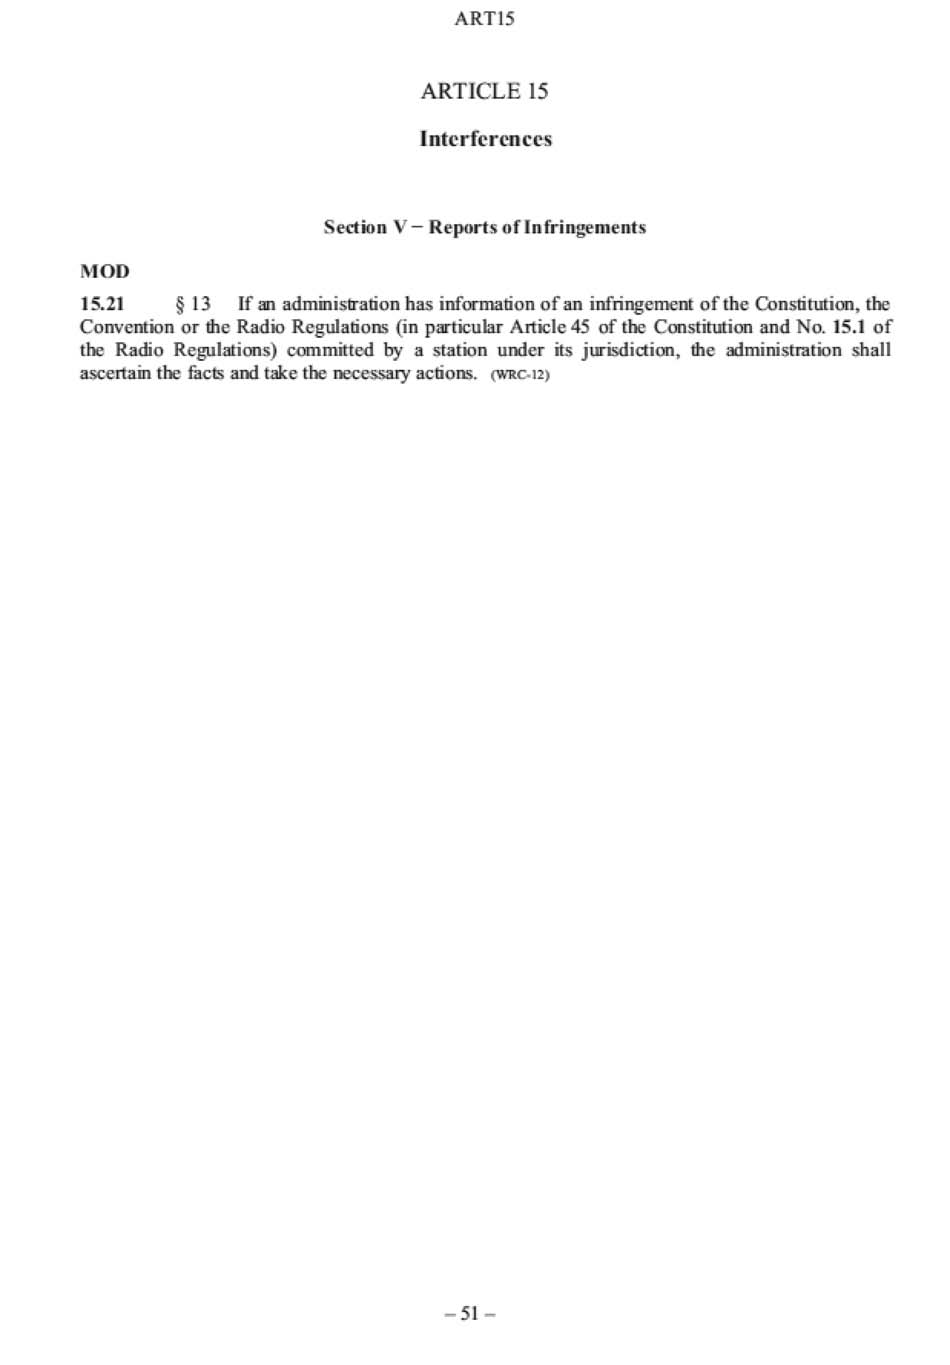 ART15
ARTICLE 15
Interferences
Section V – Reports of Infringements
MOD
15.21 § 13 If an administration has information of an infringement of the Constitution, the
Convention or the Radio Regulations (in particular Article 45 of the Constitution and No. 15.1 of
the Radio Regulations) committed by a station under its jurisdiction, the administration shall
ascertain the facts and take the necessary actions. (WRC-12)
– 51 –